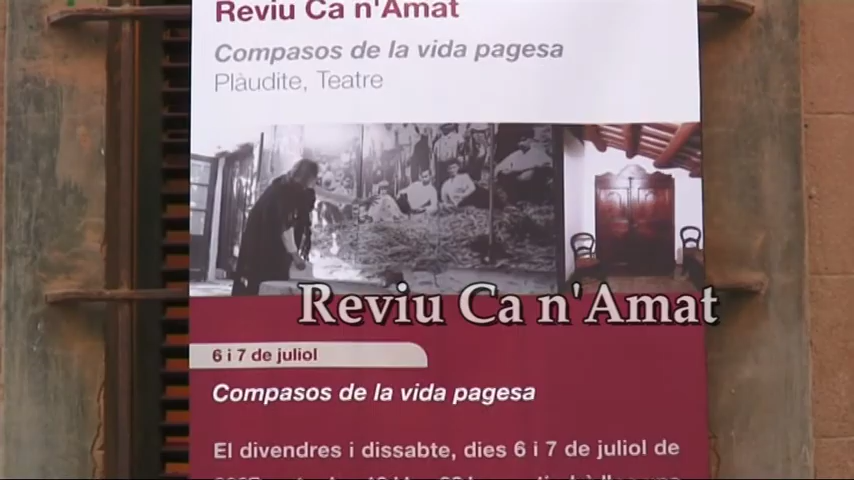 Reviu Ca n'Amat
Compasos de la vida pagesa
Plàudite, Teatre
Reviu Ca n'Amat
6 i 7 de juliol
Compasos de la vida pagesa
El divendres i dissabte, dies 6 i 7 de juliol de